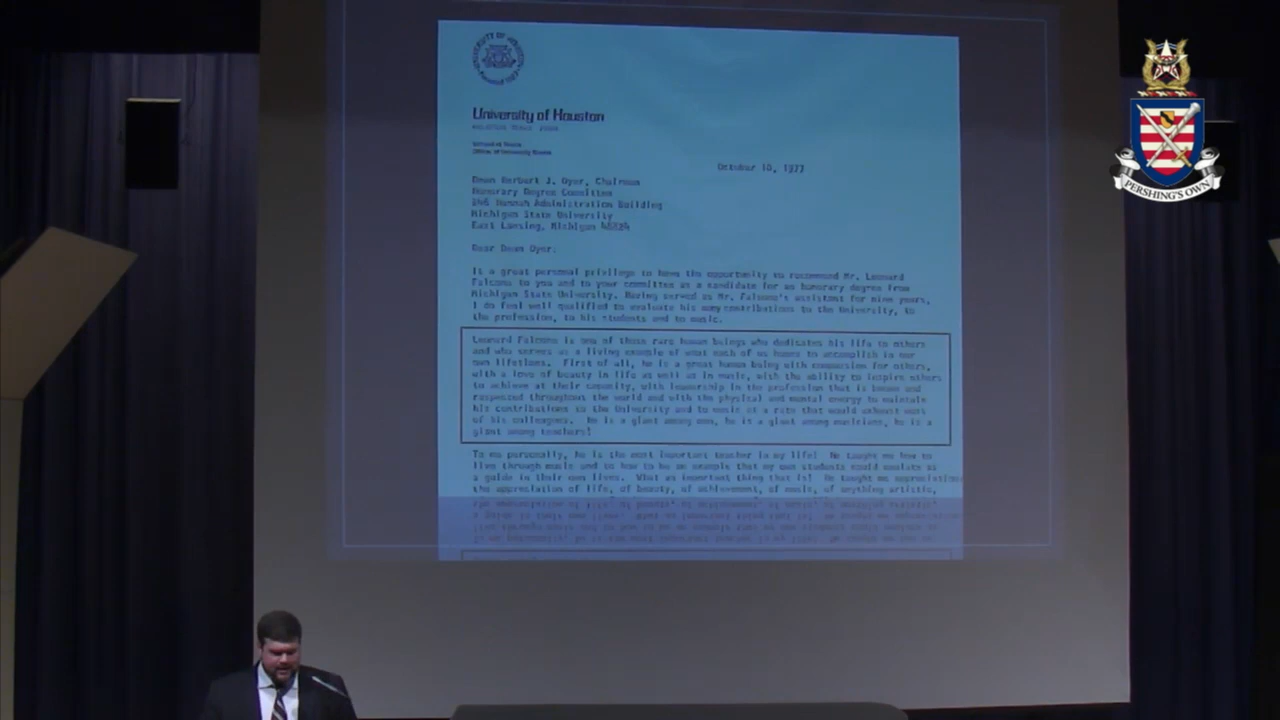 UNIVERSITY OF HOUSTON
University of Houston
Office of University Bands
October 10, 1977
Dean Herbert J. Oyer, Chairman
Honorary Degree Committee
246 Hannah Administration Building
Michigan State University
East Lansing, Michigan 48824
Dear Dean Oyer:
It a great personal privilege to have the opportunity to recommend Mr. Leonard
Falcone to you and to your committee as a candidate for an honorary degree from
Michigan State University. Having served as Mr. Falcone's assistant for nine years,
I do feel well qualified to evaluate his many contributions to the University, to
the profession, to his students and to music.
Leonard Falcone is one of those rare human beings who dedicates his life to others
and who serves as a living example of what each of us hopes to accomplish in our
own lifetimes. First of all, he is a great human being with compassion for others,
with a love of beauty in life as well as in music, with the ability to inspire others
to achieve at their capacity, with leadership in the profession that is known and
respected throughout the world and with the physical and mental energy to maintain
his contributions to the University and to music at a rate that would exhaust most
of his colleagues. He is a giant among men, he is a giant among musicians, he is a
giant among teachers!
To me personally, he is the most important teacher in my life! He taught me how to
live through music and to how to be an example that my own students could emulate as
a guide in their own lives. What an important thing that is! He taught me appreciation:
the appreciation of life, of beauty, of achievement, of music, of anything artistic,
PERSHING'S OWN